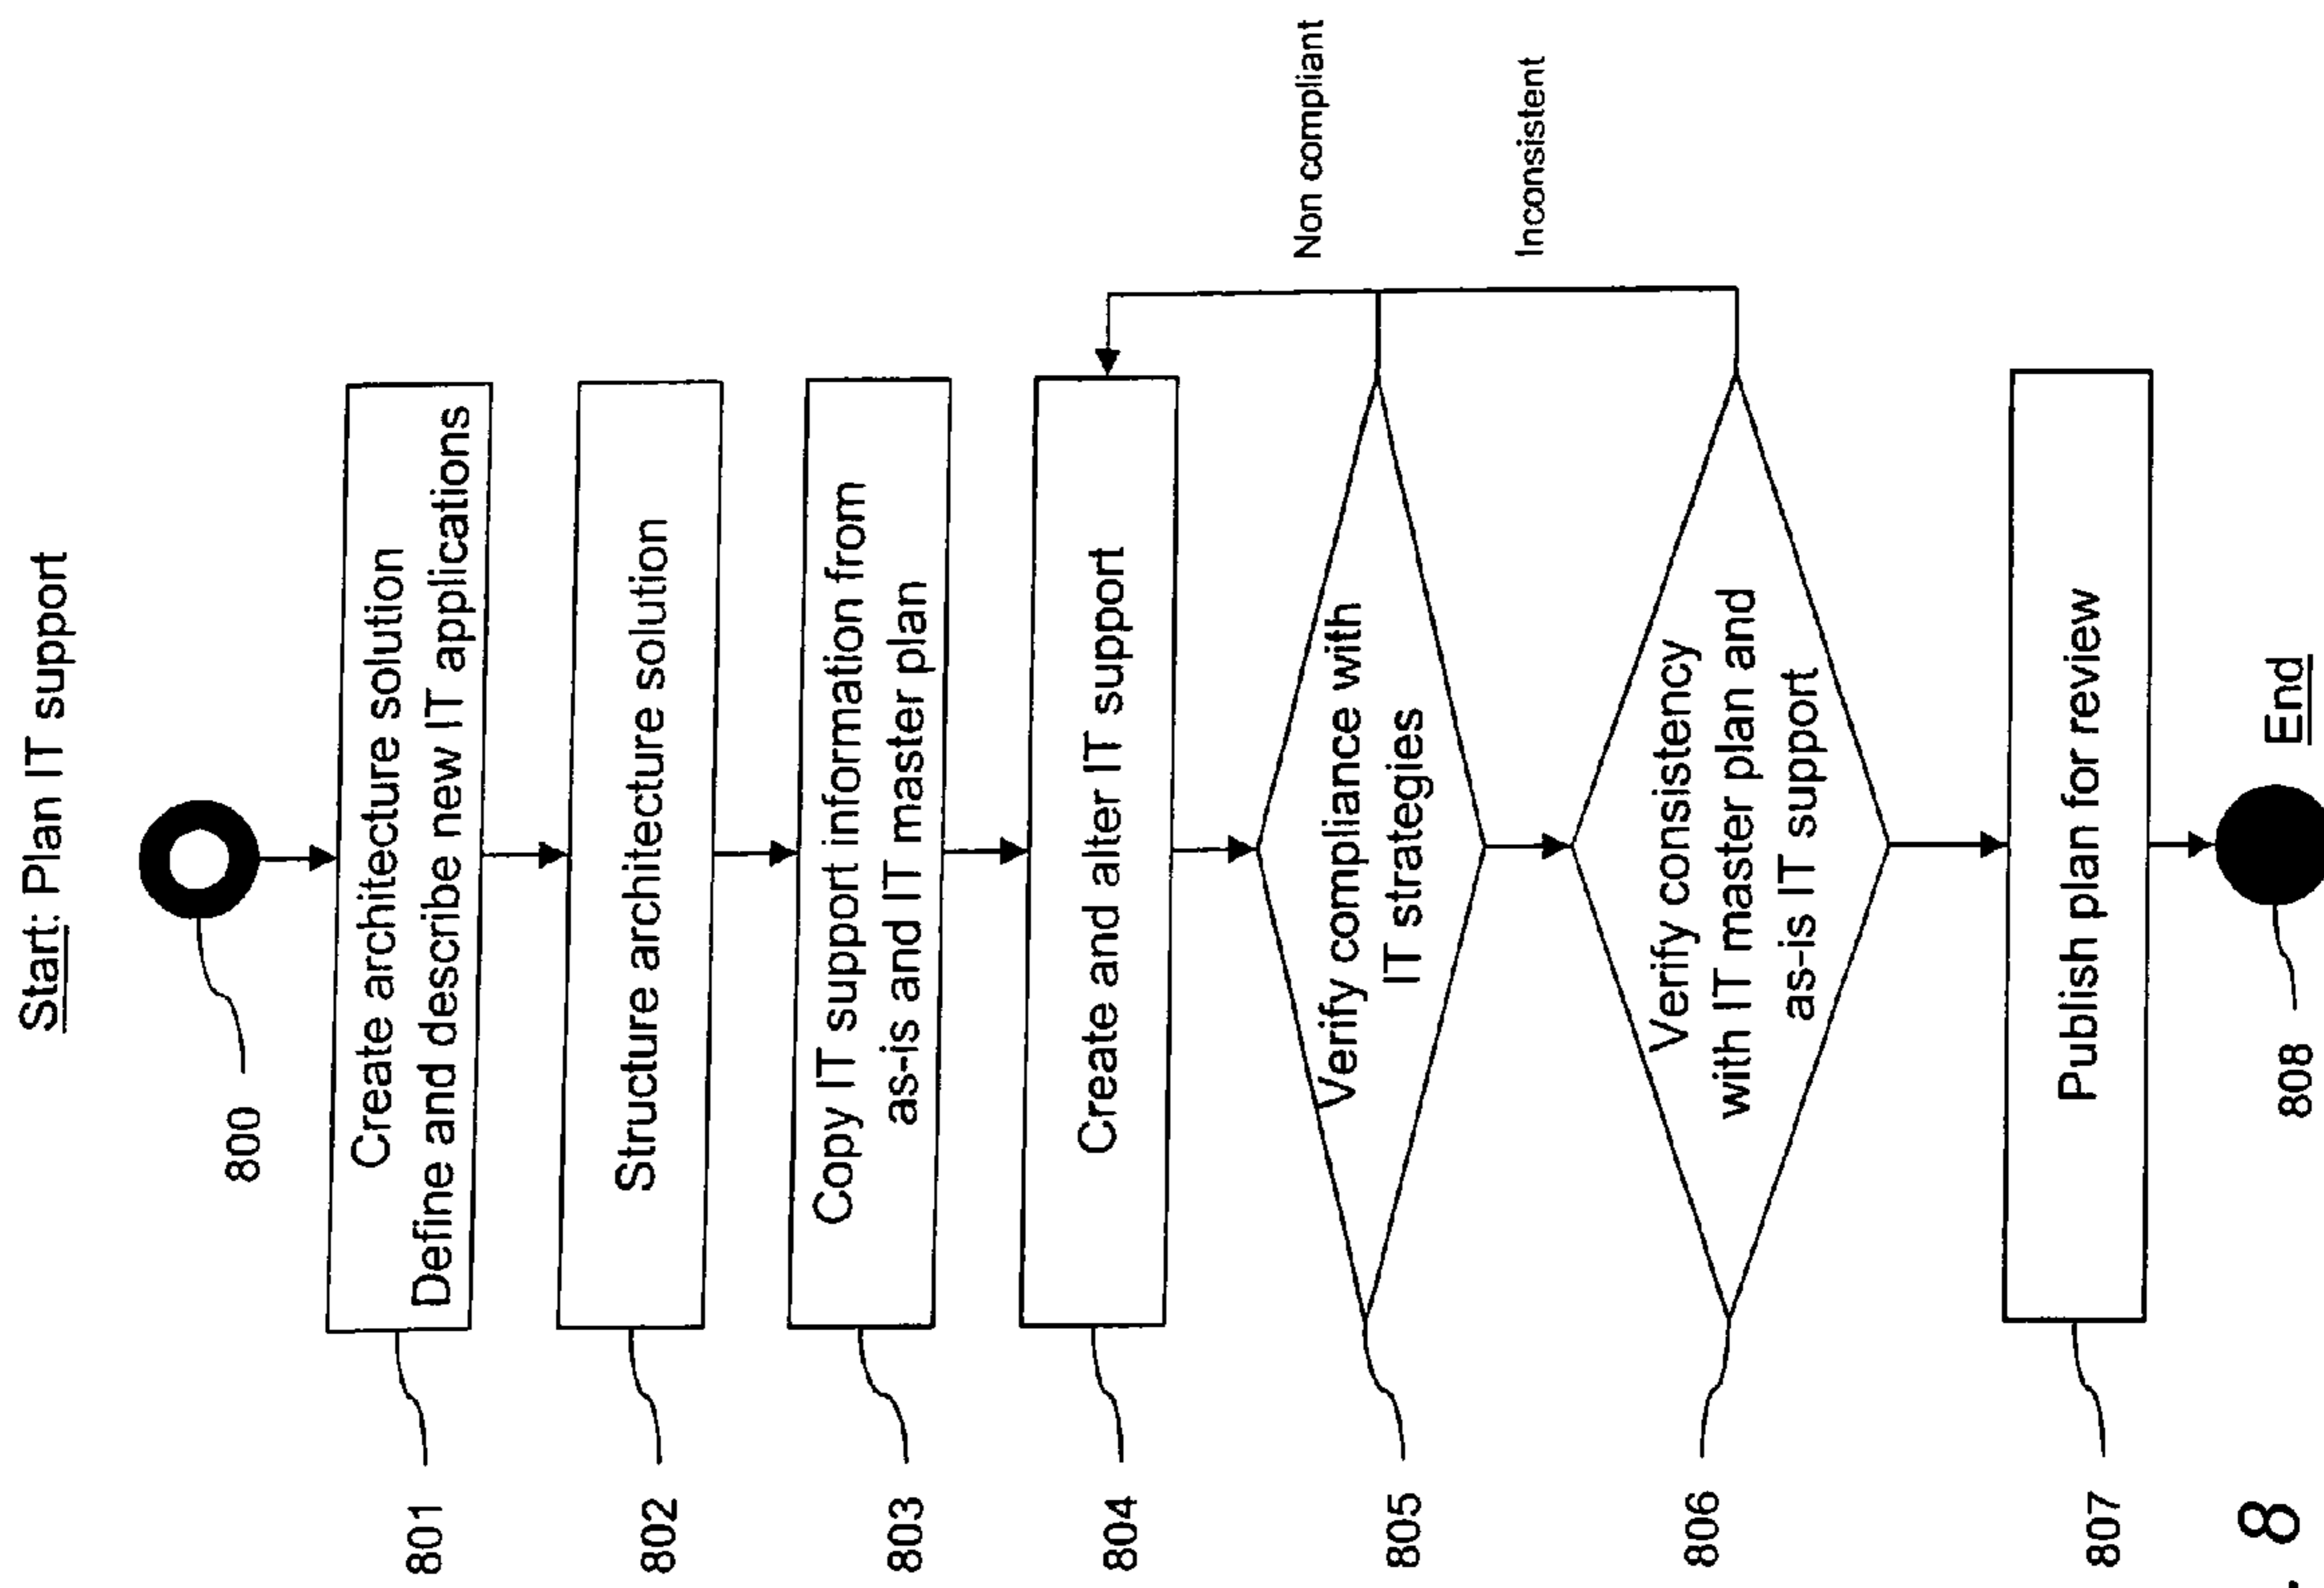 Start: Plan IT support
800
801
Create architecture solution
Define and describe new IT applications
802
Structure architecture solution
803
Copy IT support information from
as-is and IT master plan
804
Create and alter IT support
805
Verify compliance with
IT strategies
Non compliant
806
Verify consistency
with IT master plan and
as-is IT support
Inconsistent
807
Publish plan for review
808
End
. 8